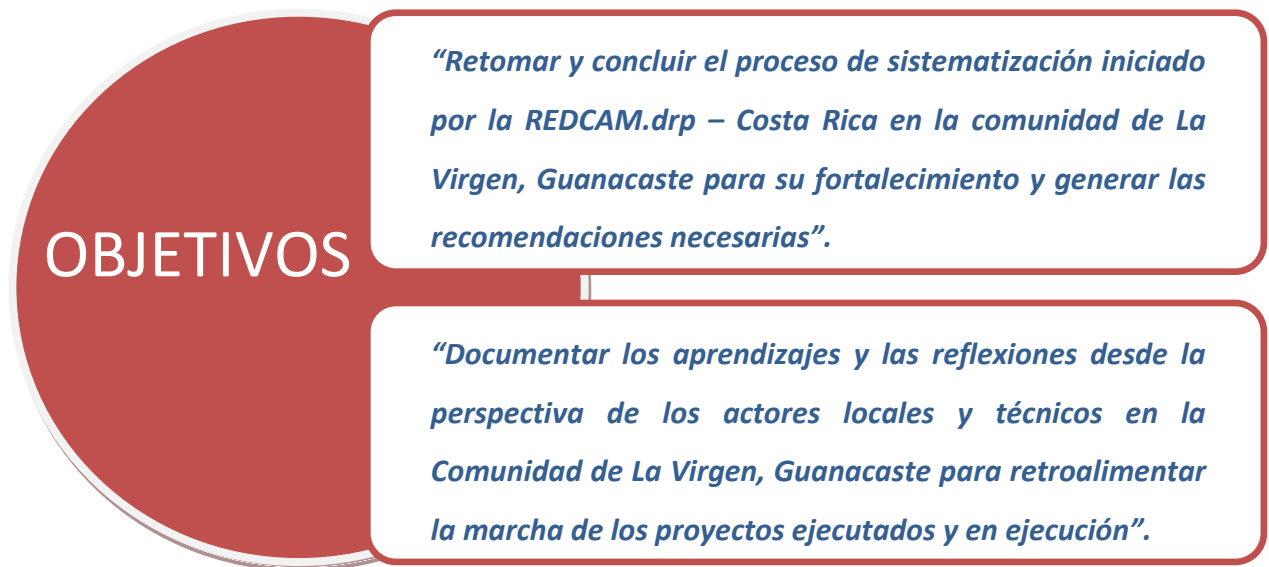 OBJETIVOS
“Retomar y concluir el proceso de sistematización iniciado
por la REDCAM.drp – Costa Rica en la comunidad de La
Virgen, Guanacaste para su fortalecimiento y generar las
recomendaciones necesarias”.
“Documentar los aprendizajes y las reflexiones desde la
perspectiva de los actores locales y técnicos en la
Comunidad de La Virgen, Guanacaste para retroalimentar
la marcha de los proyectos ejecutados y en ejecución”.